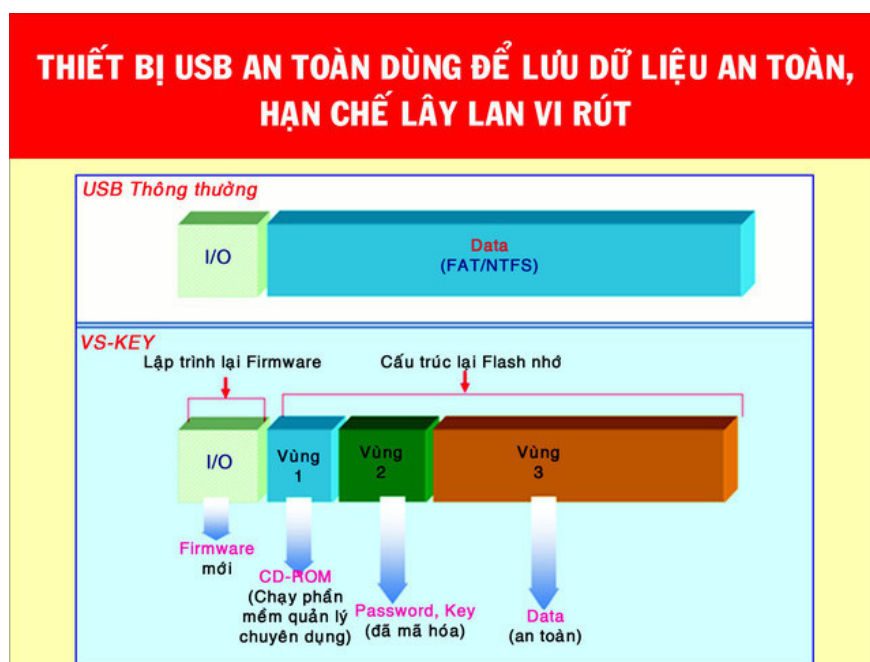 THIẾT BỊ USB AN TOÀN DÙNG ĐỂ LƯU DỮ LIỆU AN TOÀN,
HẠN CHẾ LÂY LAN VI RÚT
USB Thông thường
I/O
Data
(FAT/NTFS)
VS-KEY
Lập trình lại Firmware
Cấu trúc lại Flash nhớ
I/O
Vùng
1
Vùng
2
Vùng
3
Firmware
mới
CD-ROM
(Chạy phần
mềm quản lý
chuyên dụng)
Password, Key
(đã mã hóa)
Data
(an toàn)